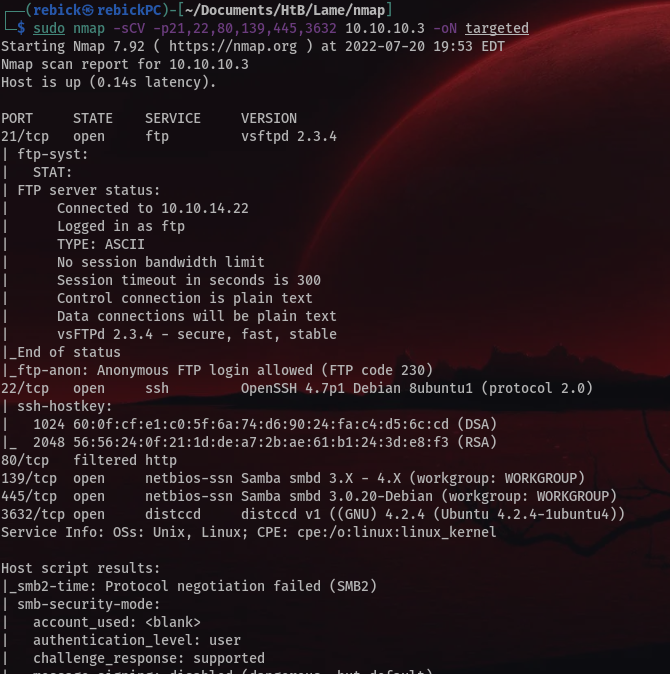 ┌──(rebick㉿rebickPC)-[~/Documents/HtB/Lame/nmap]
└─$ sudo nmap -sCV -p21,22,80,139,445,3632 10.10.10.3 -oN targeted
Starting Nmap 7.92 ( https://nmap.org ) at 2022-07-20 19:53 EDT
Nmap scan report for 10.10.10.3
Host is up (0.14s latency).

PORT     STATE    SERVICE     VERSION
21/tcp   open     ftp         vsftpd 2.3.4
| ftp-syst:
|   STAT:
| FTP server status:
|      Connected to 10.10.14.22
|      Logged in as ftp
|      TYPE: ASCII
|      No session bandwidth limit
|      Session timeout in seconds is 300
|      Control connection is plain text
|      Data connections will be plain text
|      vsFTPd 2.3.4 - secure, fast, stable
|_End of status
|_ftp-anon: Anonymous FTP login allowed (FTP code 230)
22/tcp   open     ssh         OpenSSH 4.7p1 Debian 8ubuntu1 (protocol 2.0)
| ssh-hostkey:
|   1024 60:0f:cf:e1:c0:5f:6a:74:d6:90:24:fa:c4:d5:6c:cd (DSA)
|_  2048 56:56:24:0f:21:1d:de:a7:2b:ae:61:b1:24:3d:e8:f3 (RSA)
80/tcp   filtered http
139/tcp  open     netbios-ssn Samba smbd 3.X - 4.X (workgroup: WORKGROUP)
445/tcp  open     netbios-ssn Samba smbd 3.0.20-Debian (workgroup: WORKGROUP)
3632/tcp open     distccd     distccd v1 ((GNU) 4.2.4 (Ubuntu 4.2.4-1ubuntu4))
Service Info: OSs: Unix, Linux; CPE: cpe:/o:linux:linux_kernel

Host script results:
|_smb2-time: Protocol negotiation failed (SMB2)
| smb-security-mode:
|   account_used: <blank>
|   authentication_level: user
|   challenge_response: supported
|   message_signing: disabled (dangerous, but default)